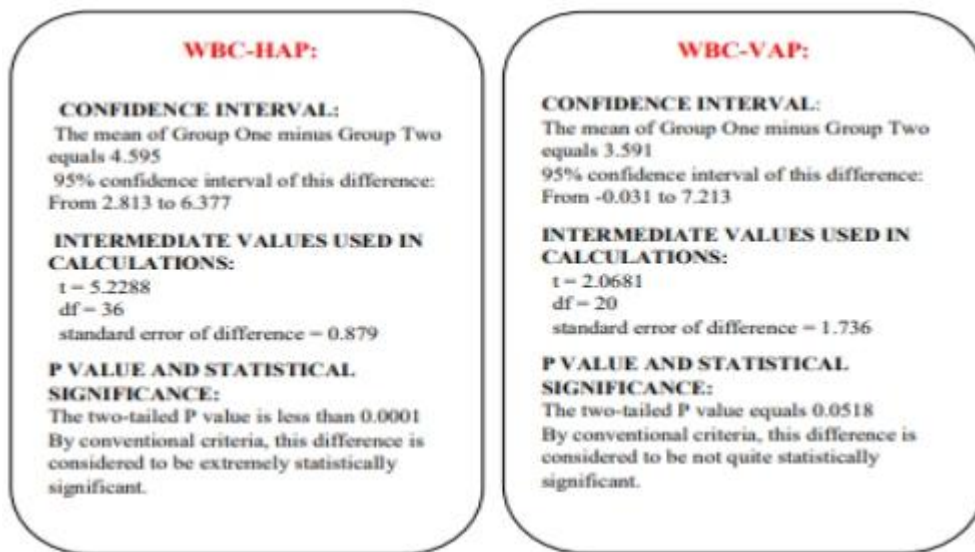 WBC-HAP:
CONFIDENCE INTERVAL:
The mean of Group One minus Group Two
equals 4.595
95% confidence interval of this difference:
From 2.813 to 6.377
INTERMEDIATE VALUES USED IN
CALCULATIONS:
t = 5.2288
df = 36
standard error of difference = 0.879
P VALUE AND STATISTICAL
SIGNIFICANCE:
The two-tailed P value is less than 0.0001
By conventional criteria, this difference is
considered to be extremely statistically
significant.
WBC-VAP:
CONFIDENCE INTERVAL:
The mean of Group One minus Group Two
equals 3.591
95% confidence interval of this difference:
From -0.031 to 7.213
INTERMEDIATE VALUES USED IN
CALCULATIONS:
t = 2.0681
df = 20
standard error of difference = 1.736
P VALUE AND STATISTICAL
SIGNIFICANCE:
The two-tailed P value equals 0.0518
By conventional criteria, this difference is
considered to be not quite statistically
significant.